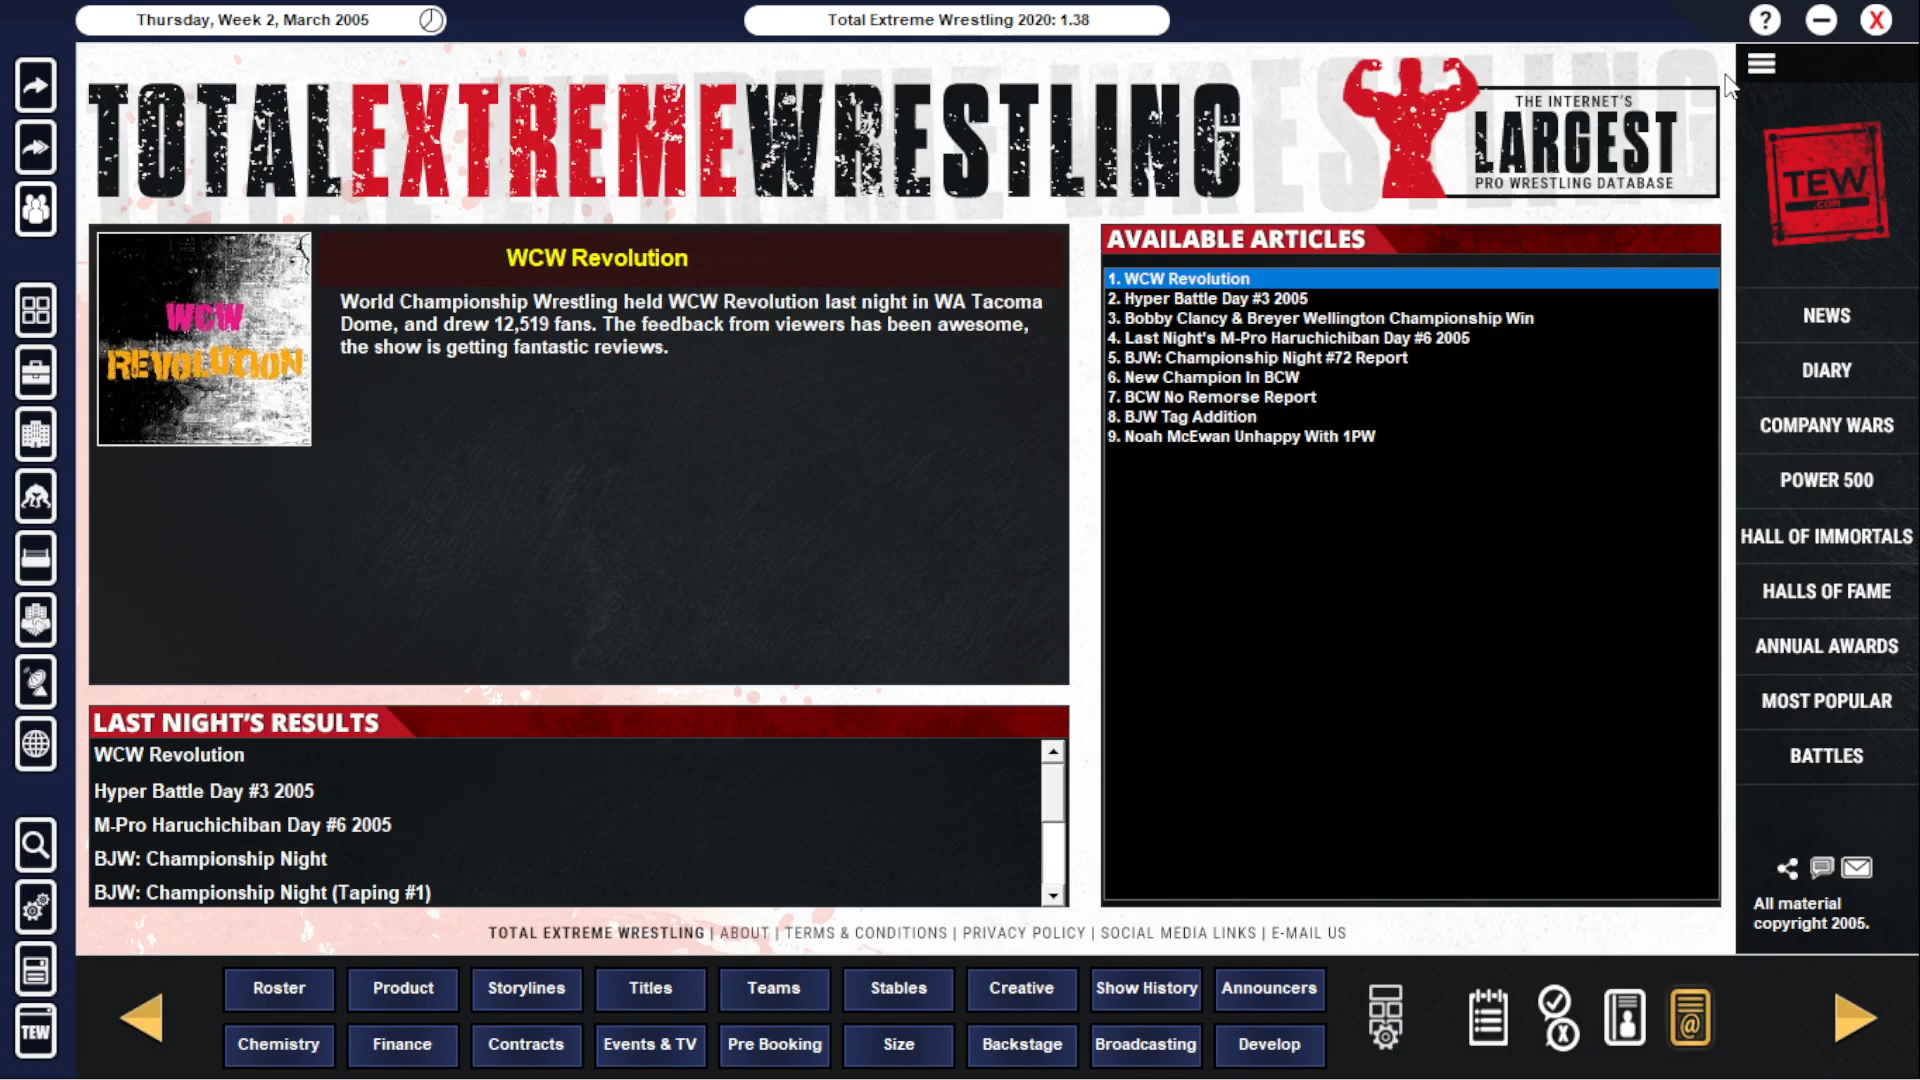 Thursday, Week 2, March 2005
Total Extreme Wrestling 2020: 1.38
?
X
TOTALEXTREMEWRESTLING
THE INTERNET'S
LARGEST
PRO WRESTLING DATABASE
TEW
.COM
WCW
REVOLUTION
WCW Revolution
World Championship Wrestling held WCW Revolution last night in WA Tacoma
Dome, and drew 12,519 fans. The feedback from viewers has been awesome,
the show is getting fantastic reviews.
AVAILABLE ARTICLES
1. WCW Revolution
2. Hyper Battle Day #3 2005
3. Bobby Clancy & Breyer Wellington Championship Win
4. Last Night's M-Pro Haruchichiban Day #6 2005
5. BJW: Championship Night #72 Report
6. New Champion In BCW
7. BCW No Remorse Report
8. BJW Tag Addition
9. Noah McEwan Unhappy With 1PW
NEWS
DIARY
COMPANY WARS
POWER 500
HALL OF IMMORTALS
HALLS OF FAME
ANNUAL AWARDS
MOST POPULAR
BATTLES
All material
copyright 2005.
LAST NIGHT'S RESULTS
WCW Revolution
Hyper Battle Day #3 2005
M-Pro Haruchichiban Day #6 2005
BJW: Championship Night
BJW: Championship Night (Taping #1)
TOTAL EXTREME WRESTLING | ABOUT | TERMS & CONDITIONS | PRIVACY POLICY | SOCIAL MEDIA LINKS | E-MAIL US
TEW
Roster Product Storylines Titles Teams Stables Creative Show History Announcers
Chemistry Finance Contracts Events & TV Pre Booking Size Backstage Broadcasting Develop